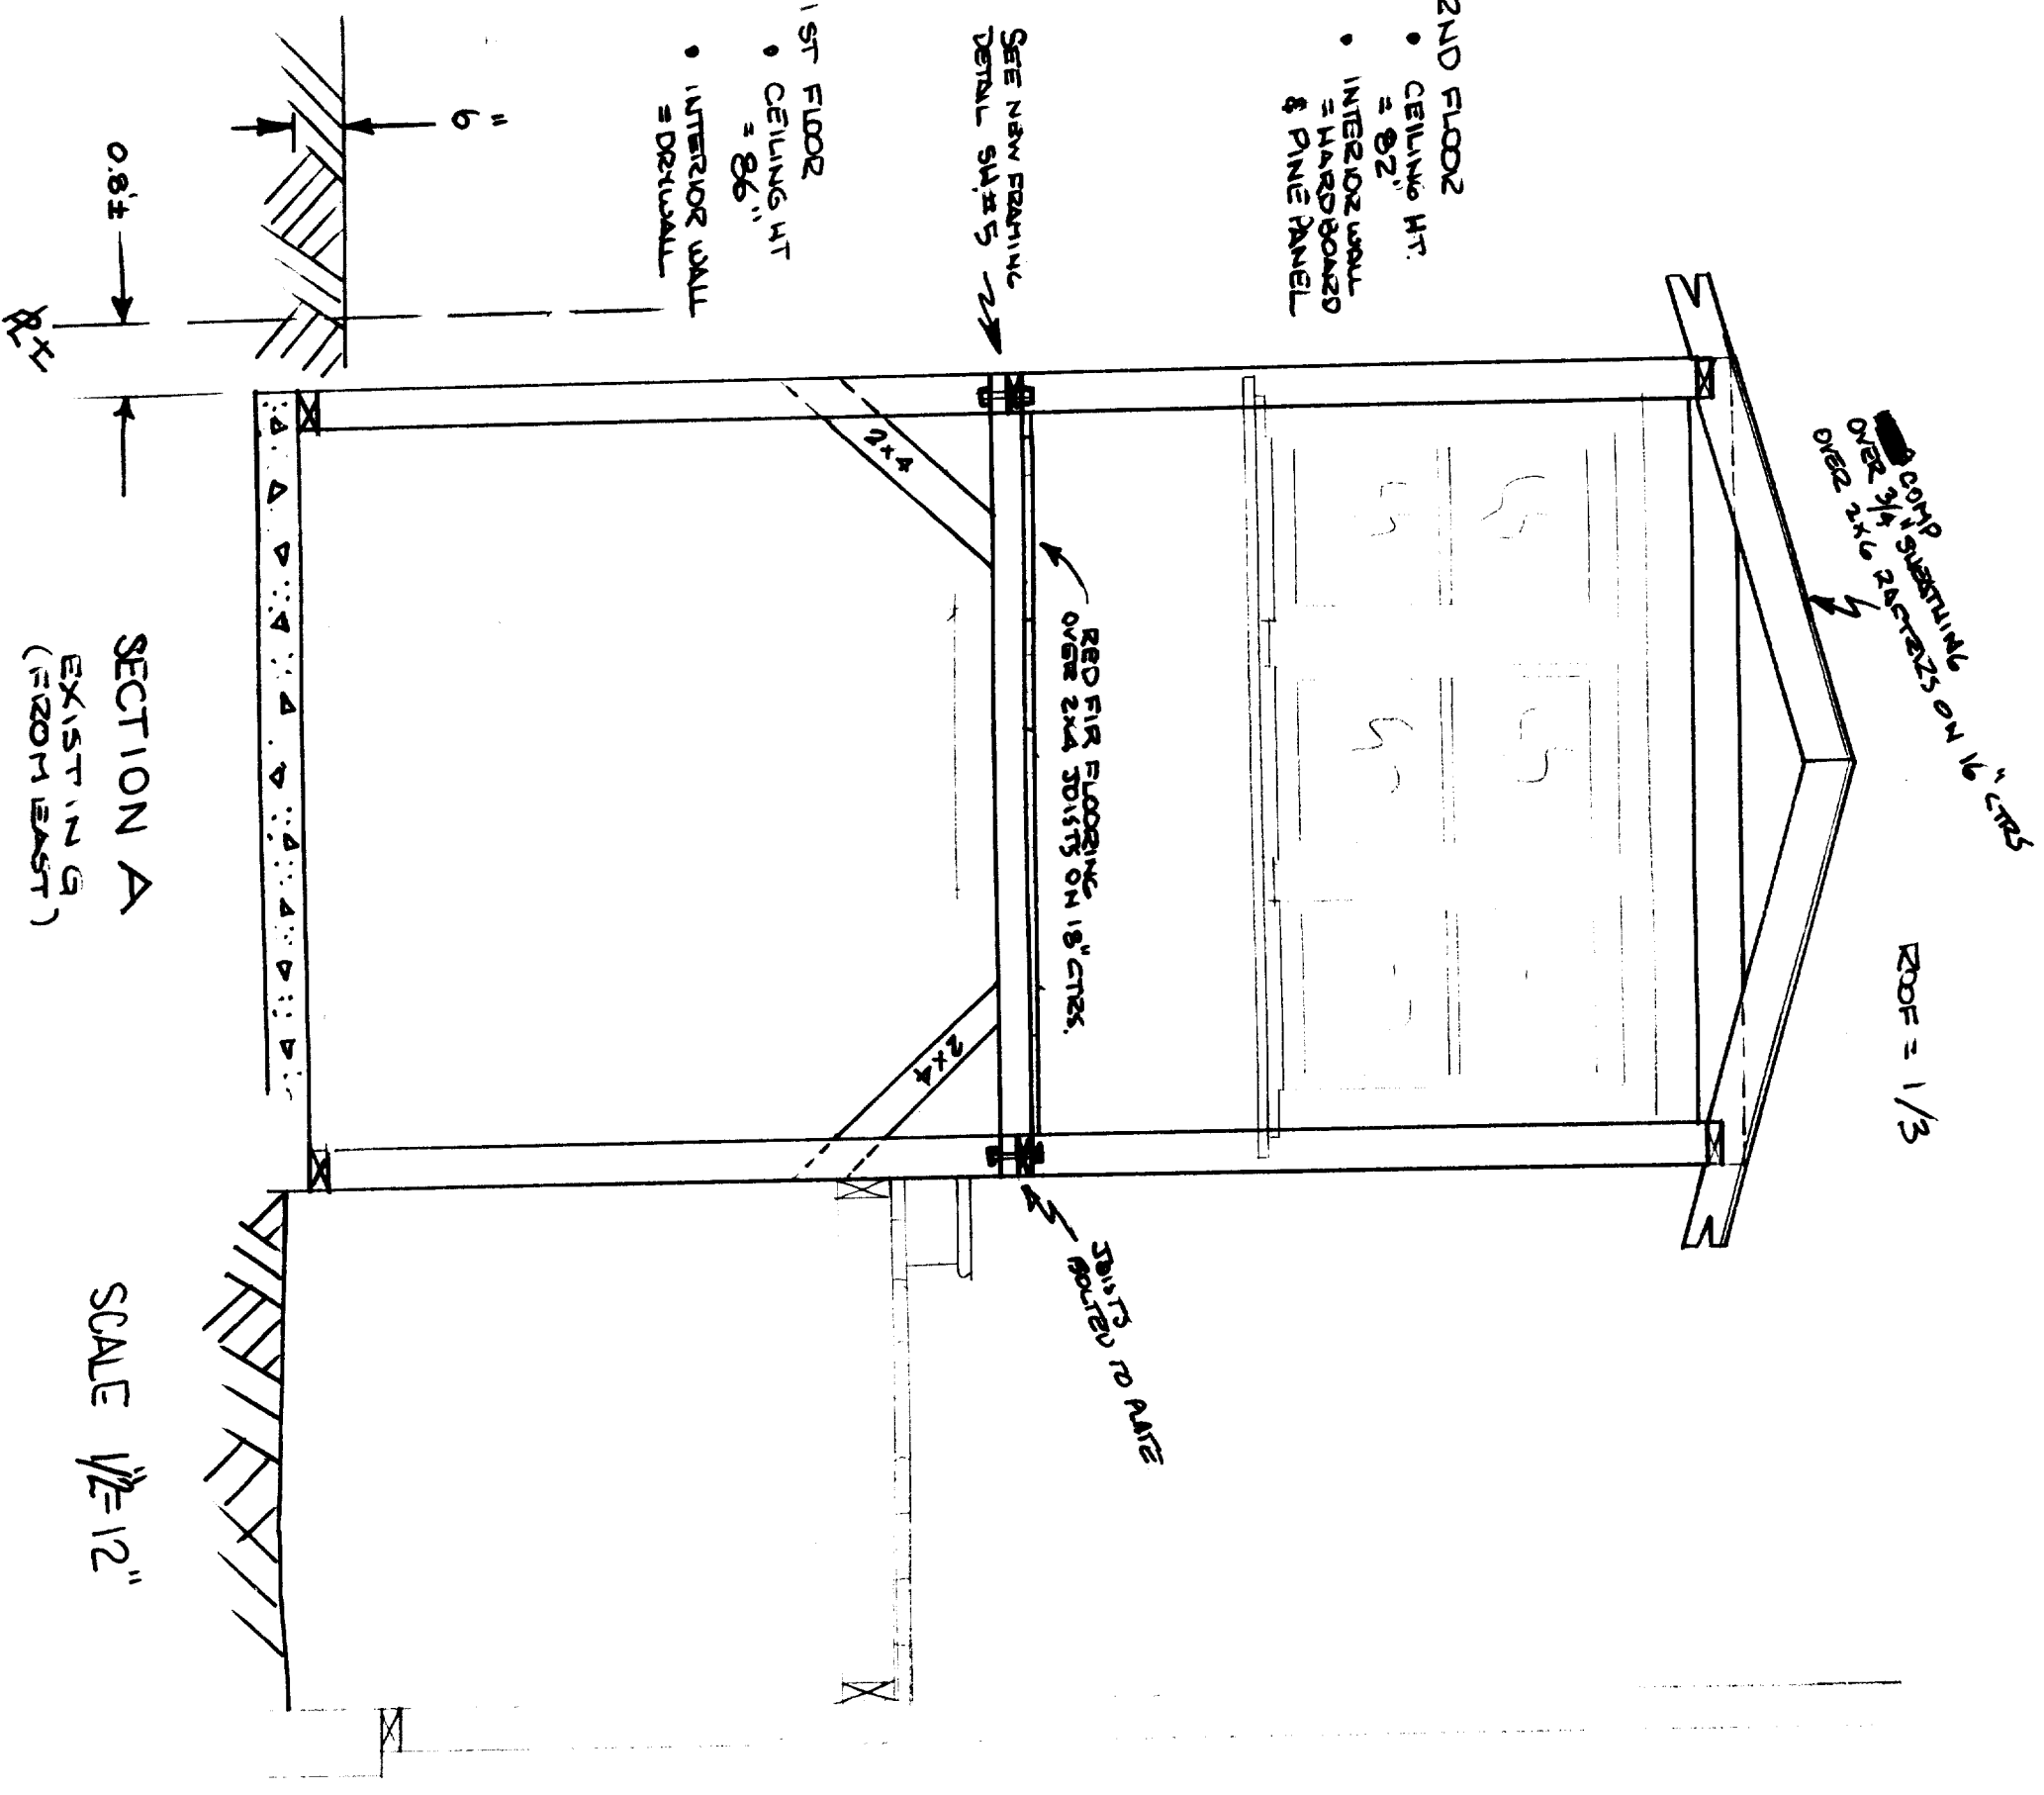 COMP
OVER 3/4" SHEATHING
OVER 2X6 RAFTERS ON 16" CTRS
ROOF = 1/3
2ND FLOOR
• CEILING HT.
= 82"
• INTERIOR WALL
= HARDBOARD
& PINE PANEL
SEE NEW FRAMING
DETAIL SH #5
RED FIR FLOORING
OVER 2X4 JOISTS ON 18" CTRS.
JOISTS
BOLTED TO PLATE
2x4
2x4
1ST FLOOR
• CEILING HT
= 86"
• INTERIOR WALL
= DRYWALL
6"
0.8'±
SECTION A
EXISTING
(FROM EAST)
SCALE 1/2"=12"